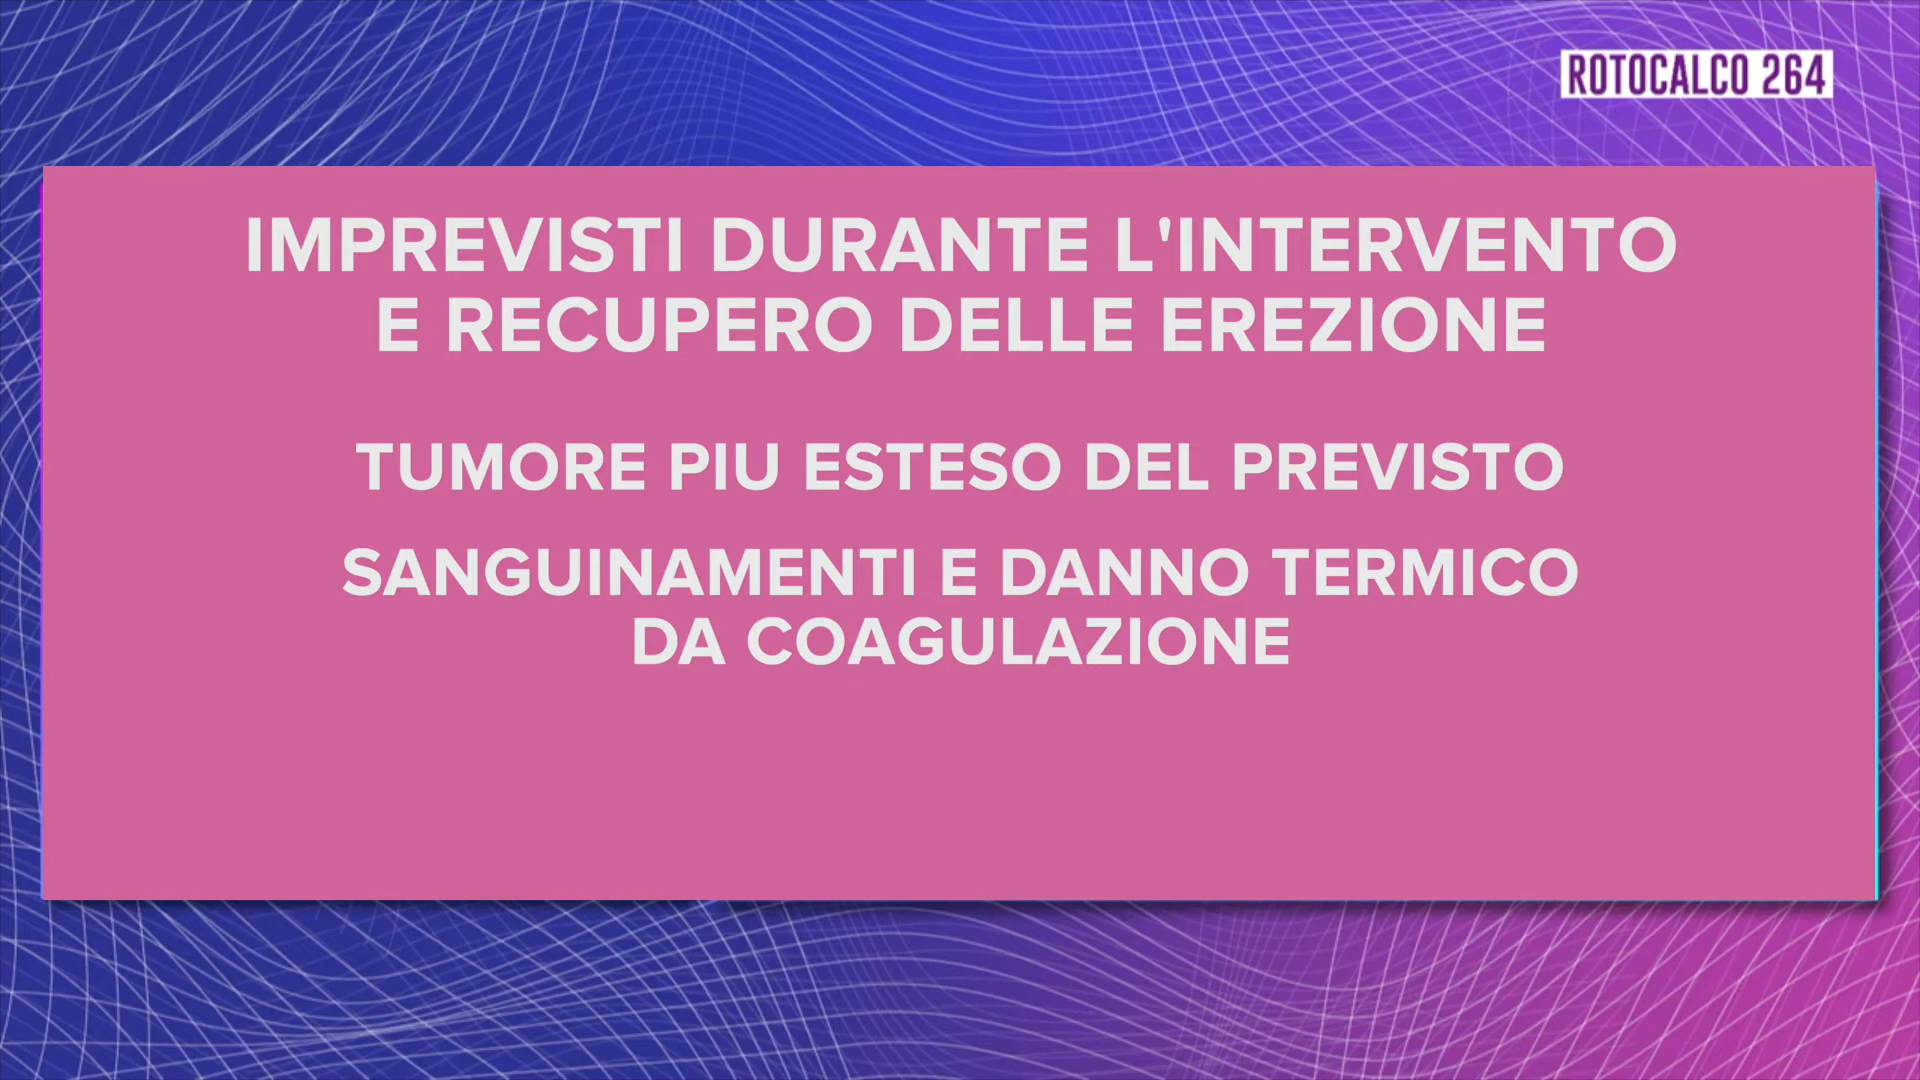 ROTOCALCO 264
IMPREVISTI DURANTE L'INTERVENTO
E RECUPERO DELLE EREZIONE
TUMORE PIU ESTESO DEL PREVISTO
SANGUINAMENTI E DANNO TERMICO
DA COAGULAZIONE